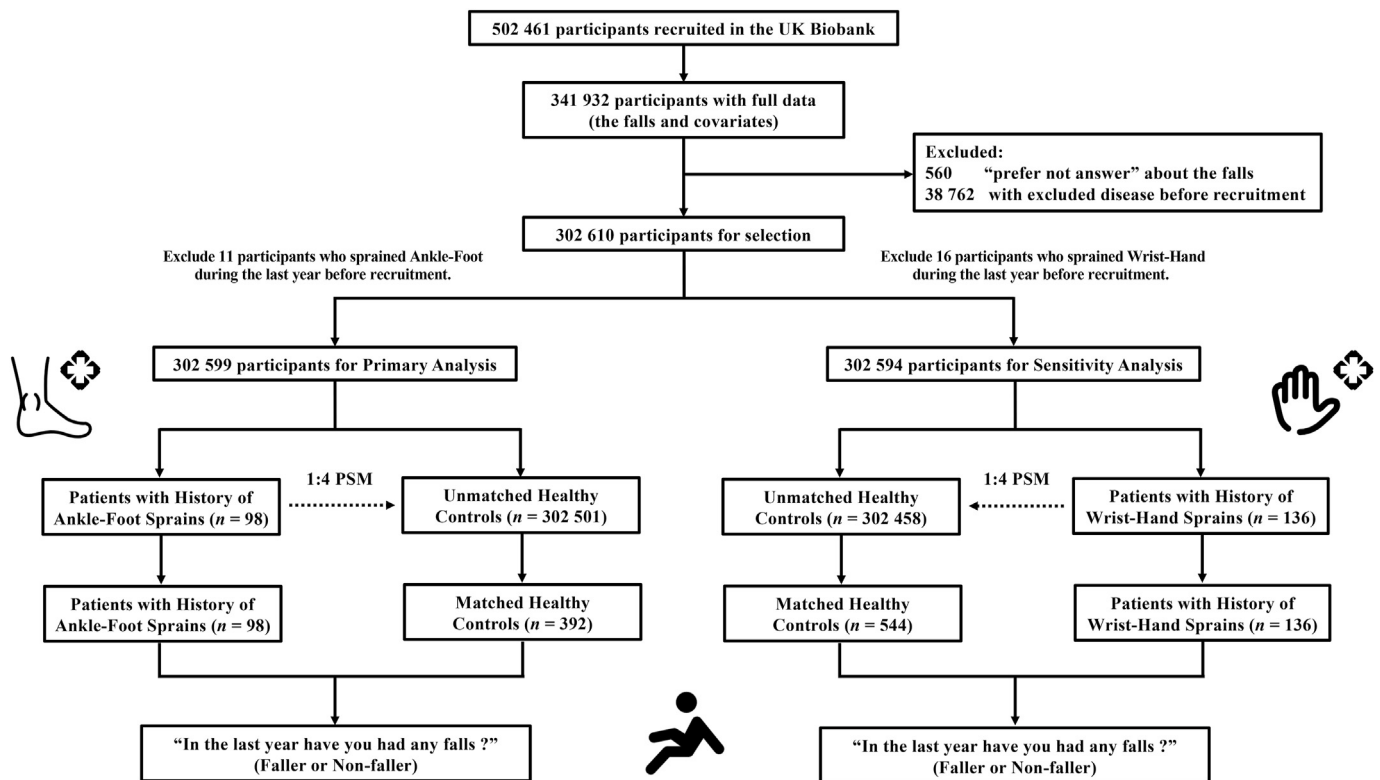 502 461 participants recruited in the UK Biobank
341 932 participants with full data
(the falls and covariates)
Excluded:
560 “prefer not answer” about the falls
38 762 with excluded disease before recruitment
302 610 participants for selection
Exclude 11 participants who sprained Ankle-Foot
during the last year before recruitment.
Exclude 16 participants who sprained Wrist-Hand
during the last year before recruitment.
302 599 participants for Primary Analysis
302 594 participants for Sensitivity Analysis
Patients with History of
Ankle-Foot Sprains (n = 98)
1:4 PSM
Unmatched Healthy
Controls (n = 302 501)
Unmatched Healthy
Controls (n = 302 458)
1:4 PSM
Patients with History of
Wrist-Hand Sprains (n = 136)
Patients with History of
Ankle-Foot Sprains (n = 98)
Matched Healthy
Controls (n = 392)
Matched Healthy
Controls (n = 544)
Patients with History of
Wrist-Hand Sprains (n = 136)
“In the last year have you had any falls ?”
(Faller or Non-faller)
“In the last year have you had any falls ?”
(Faller or Non-faller)